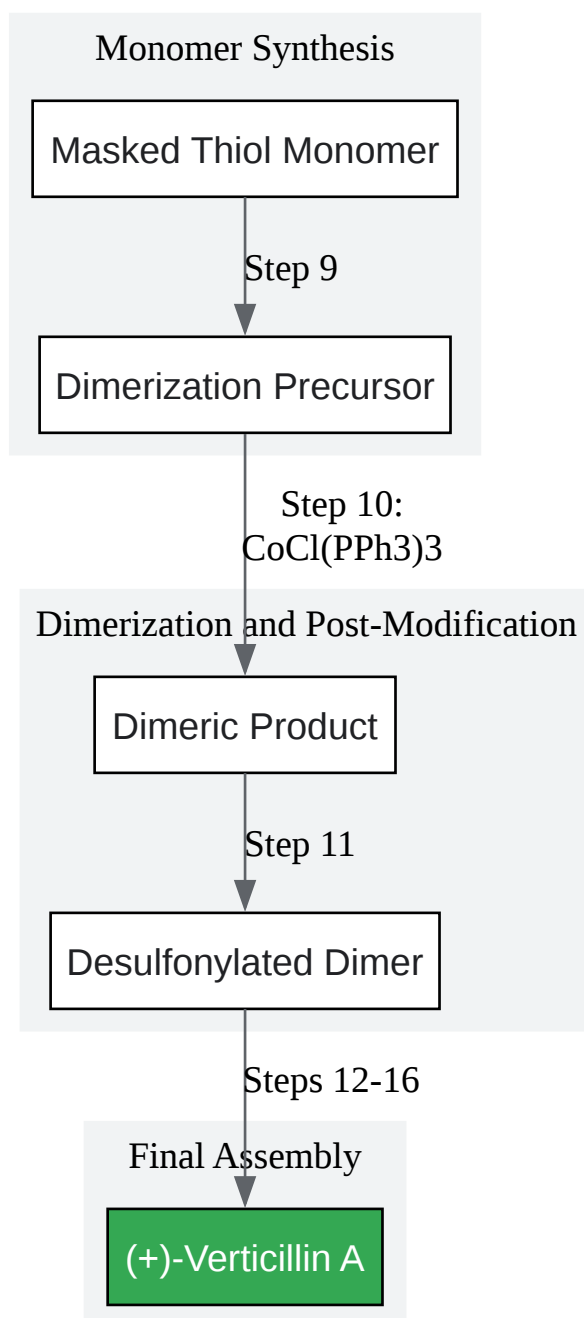 Monomer Synthesis
Masked Thiol Monomer
Step 9
Dimerization Precursor
Step 10:
CoCl(PPh3)3
Dimerization and Post-Modification
Dimeric Product
Step 11
Desulfonylated Dimer
Steps 12-16
Final Assembly
(+)-Verticillin A